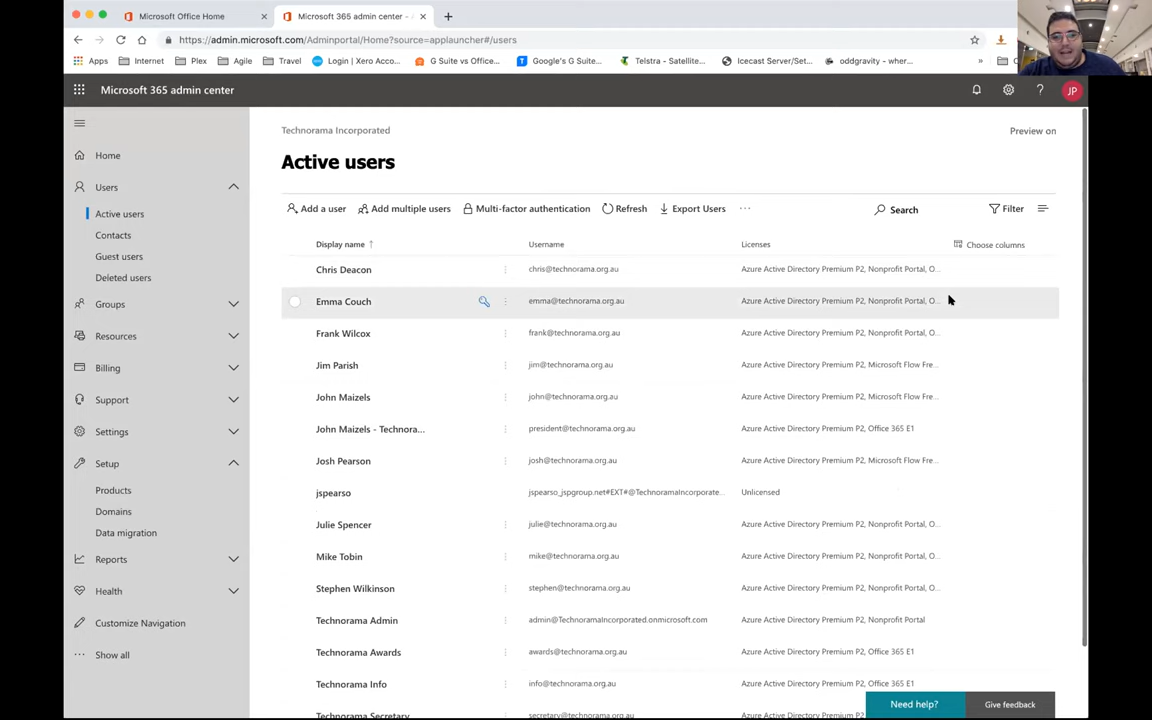 Microsoft Office Home
Microsoft 365 admin center -
https://admin.microsoft.com/Adminportal/Home?source=applauncher#/users
Apps Internet Plex Agile Travel Login | Xero Acco... G Suite vs Office... Google's G Suite... Telstra - Satellite... Icecast Server/Set... oddgravity - wher... »
Microsoft 365 admin center
? JP
Technorama Incorporated
Preview on
Active users
Add a user Add multiple users Multi-factor authentication Refresh Export Users ... Search Filter
Display name ↑ Username Licenses Choose columns
Chris Deacon chris@technorama.org.au Azure Active Directory Premium P2, Nonprofit Portal, O...
Emma Couch emma@technorama.org.au Azure Active Directory Premium P2, Nonprofit Portal, O...
Frank Wilcox frank@technorama.org.au Azure Active Directory Premium P2, Nonprofit Portal, O...
Jim Parish jim@technorama.org.au Azure Active Directory Premium P2, Microsoft Flow Fre...
John Maizels john@technorama.org.au Azure Active Directory Premium P2, Microsoft Flow Fre...
John Maizels - Technora... president@technorama.org.au Azure Active Directory Premium P2, Office 365 E1
Josh Pearson josh@technorama.org.au Azure Active Directory Premium P2, Microsoft Flow Fre...
jspearso jspearso_jspgroup.net#EXT#@TechnoramaIncorporate... Unlicensed
Julie Spencer julie@technorama.org.au Azure Active Directory Premium P2, Nonprofit Portal, O...
Mike Tobin mike@technorama.org.au Azure Active Directory Premium P2, Nonprofit Portal, O...
Stephen Wilkinson stephen@technorama.org.au Azure Active Directory Premium P2, Nonprofit Portal, O...
Technorama Admin admin@TechnoramaIncorporated.onmicrosoft.com Azure Active Directory Premium P2, Nonprofit Portal
Technorama Awards awards@technorama.org.au Azure Active Directory Premium P2, Office 365 E1
Technorama Info info@technorama.org.au Azure Active Directory Premium P2, Office 365 E1
Technorama Secretary secretary@technorama.org.au
Home
Users
Active users
Contacts
Guest users
Deleted users
Groups
Resources
Billing
Support
Settings
Setup
Products
Domains
Data migration
Reports
Health
Customize Navigation
... Show all
Need help? Give feedback